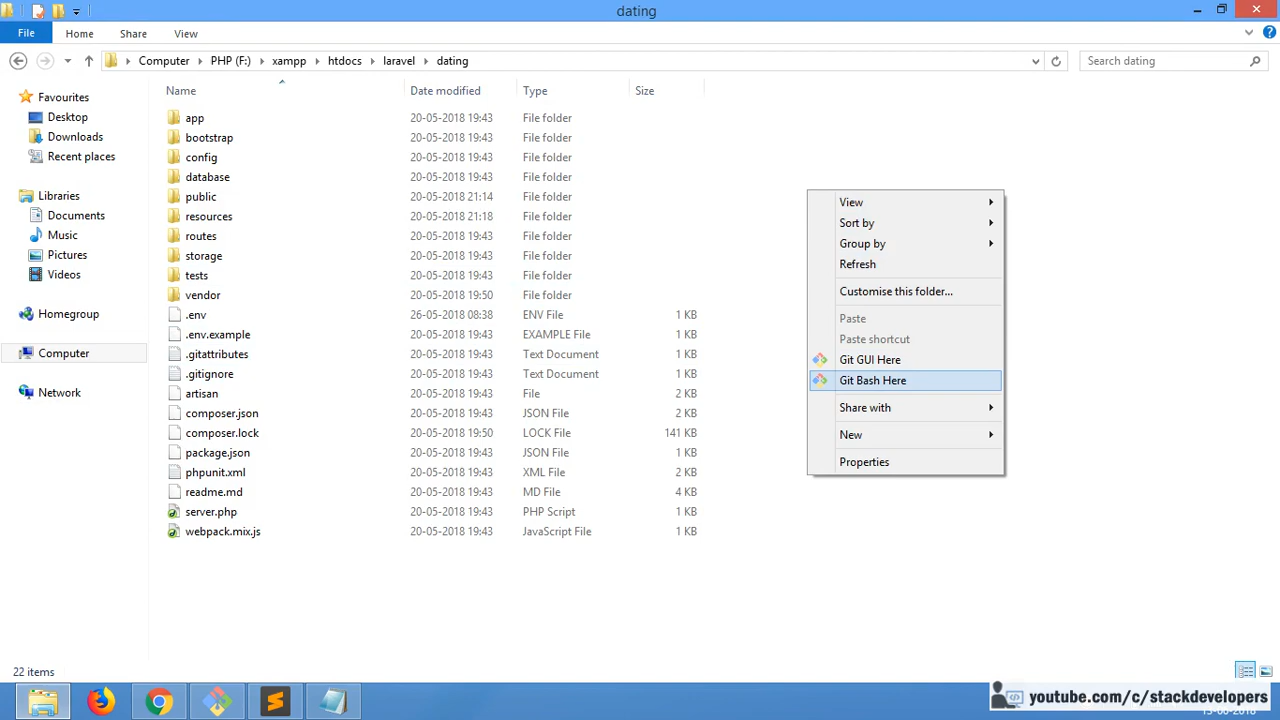 dating
File Home Share View
Computer PHP (F:) xampp htdocs laravel dating Search dating
Name Date modified Type Size
Favourites
Desktop
Downloads
Recent places
Libraries
Documents
Music
Pictures
Videos
Homegroup
Computer
Network
app 20-05-2018 19:43 File folder
bootstrap 20-05-2018 19:43 File folder
config 20-05-2018 19:43 File folder
database 20-05-2018 19:43 File folder
public 20-05-2018 21:14 File folder
resources 20-05-2018 21:18 File folder
routes 20-05-2018 19:43 File folder
storage 20-05-2018 19:43 File folder
tests 20-05-2018 19:43 File folder
vendor 20-05-2018 19:50 File folder
.env 26-05-2018 08:38 ENV File 1 KB
.env.example 20-05-2018 19:43 EXAMPLE File 1 KB
.gitattributes 20-05-2018 19:43 Text Document 1 KB
.gitignore 20-05-2018 19:43 Text Document 1 KB
artisan 20-05-2018 19:43 File 2 KB
composer.json 20-05-2018 19:43 JSON File 2 KB
composer.lock 20-05-2018 19:50 LOCK File 141 KB
package.json 20-05-2018 19:43 JSON File 2 KB
phpunit.xml 20-05-2018 19:43 XML File 2 KB
readme.md 20-05-2018 19:43 MD File 4 KB
server.php 20-05-2018 19:43 PHP Script 1 KB
webpack.mix.js 20-05-2018 19:43 JavaScript File 1 KB
View
Sort by
Group by
Refresh
Customise this folder...
Paste
Paste shortcut
Git GUI Here
Git Bash Here
Share with
New
Properties
22 items
youtube.com/c/stackdevelopers